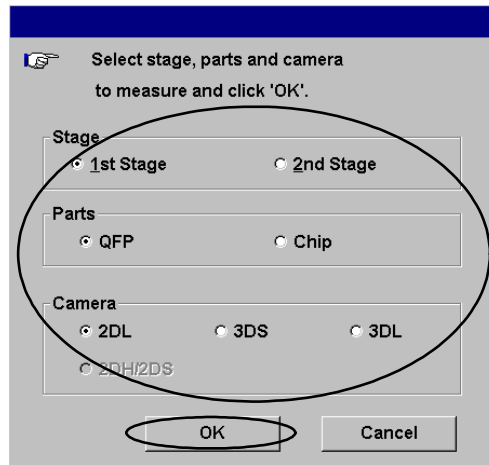 Select stage, parts and camera
to measure and click 'OK'.
Stage
1st Stage 2nd Stage
Parts
QFP Chip
Camera
2DL 3DS 3DL
2DH/2DS
OK Cancel